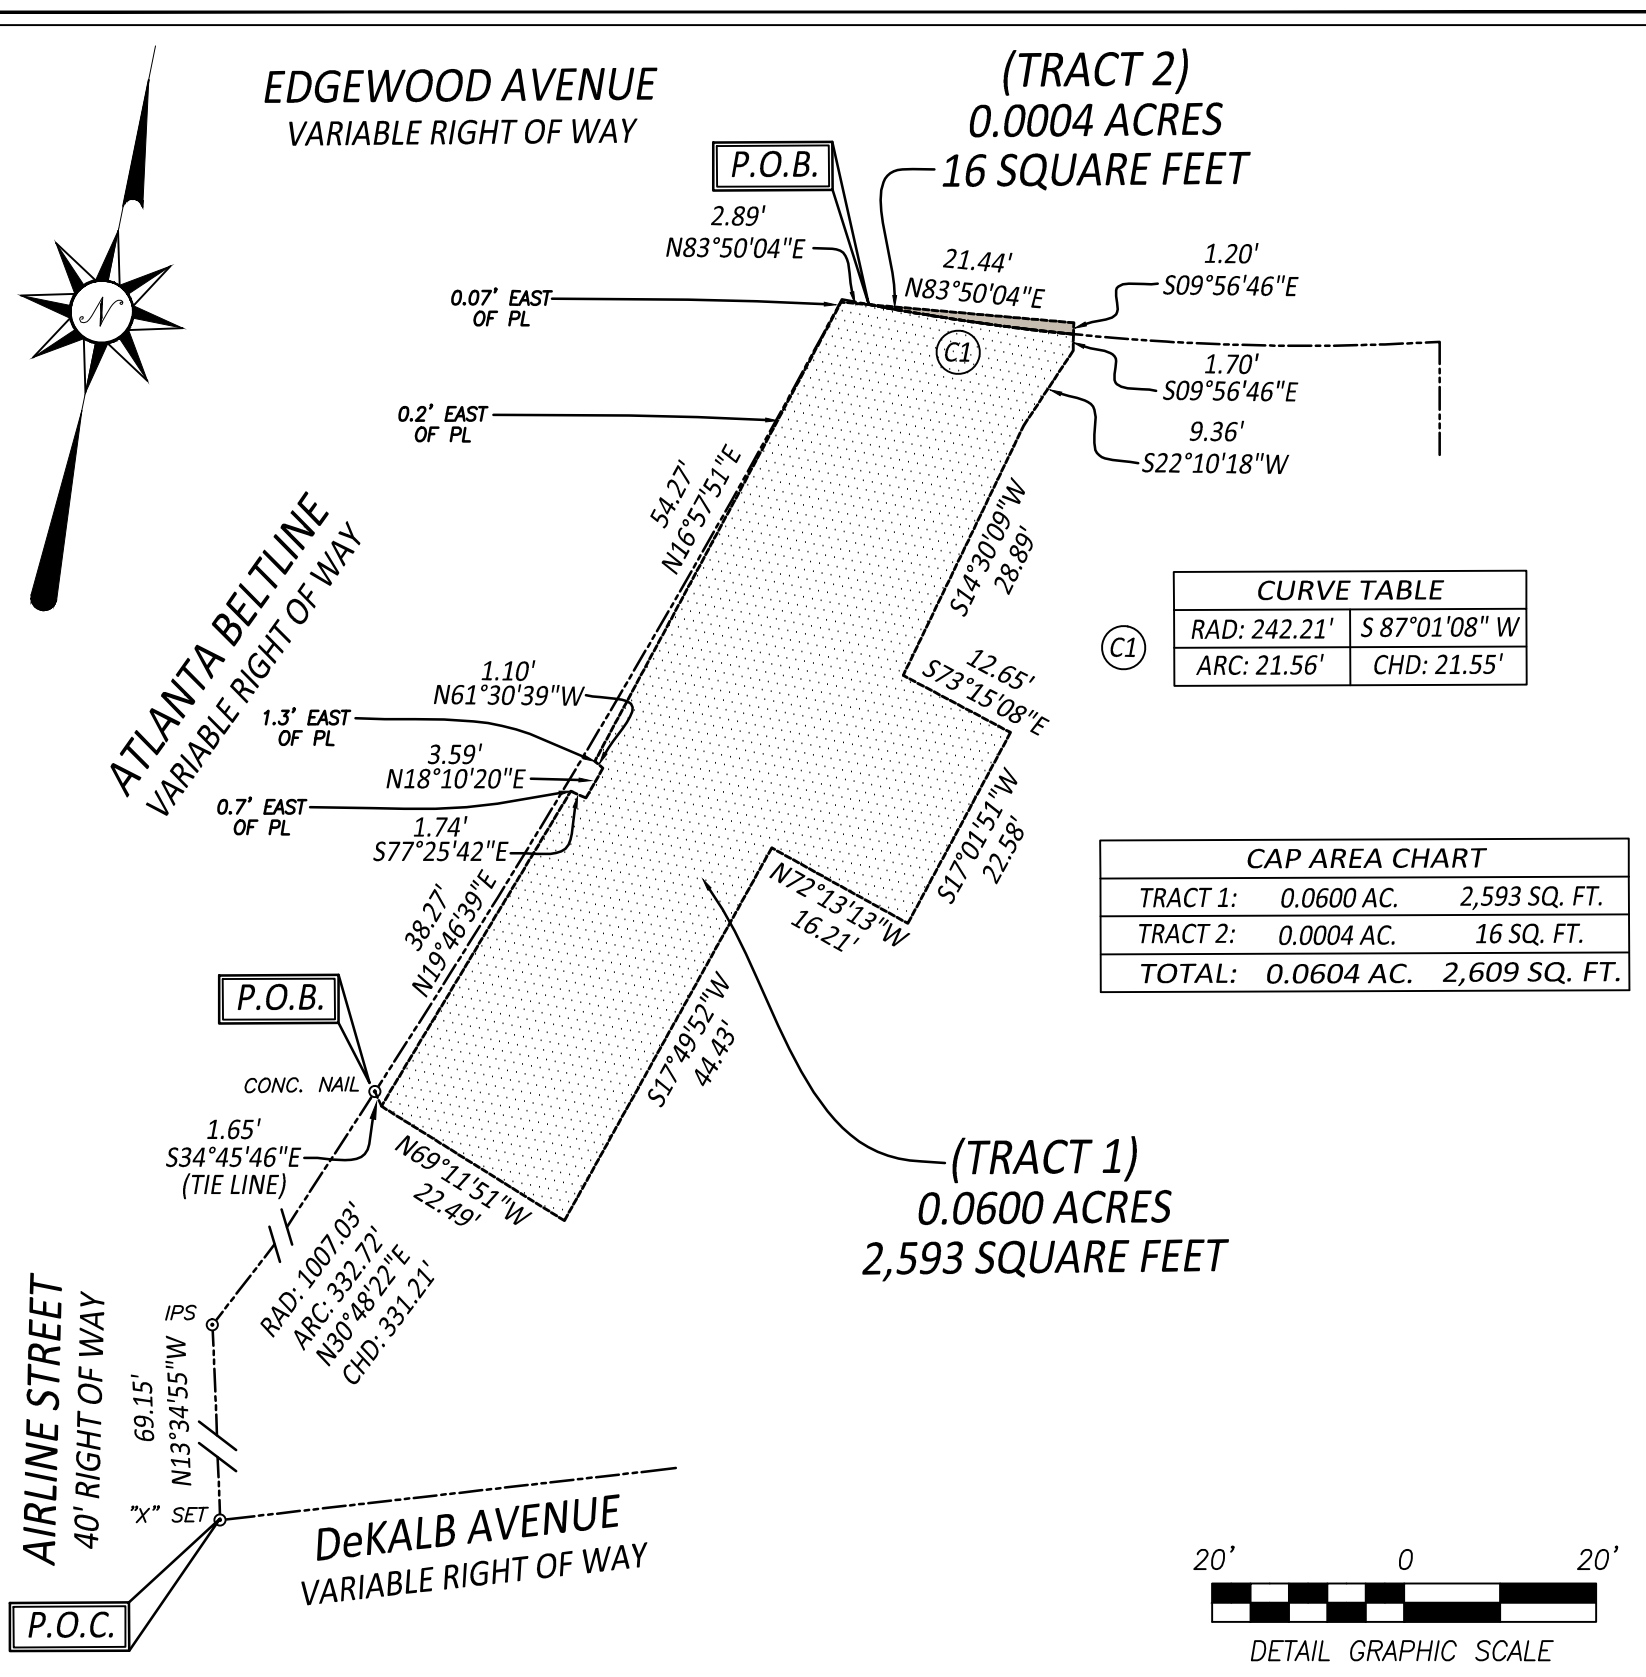 EDGEWOOD AVENUE
VARIABLE RIGHT OF WAY
(TRACT 2)
0.0004 ACRES
16 SQUARE FEET
P.O.B.
2.89'
N83°50'04"E
21.44'
N83°50'04"E
1.20'
S09°56'46"E
N
0.07' EAST
OF PL
C1
1.70'
S09°56'46"E
0.2' EAST
OF PL
9.36'
S22°10'18"W
54.27'
N16°57'51"E
S14°30'09"W
28.89'
ATLANTA BELTLINE
VARIABLE RIGHT OF WAY
CURVE TABLE
C1
RAD: 242.21' S 87°01'08" W
ARC: 21.56' CHD: 21.55'
12.65'
S73°15'08"E
1.10'
N61°30'39"W
1.3' EAST
OF PL
3.59'
N18°10'20"E
0.7' EAST
OF PL
1.74'
S77°25'42"E
S17°01'51"W
22.58'
CAP AREA CHART
TRACT 1: 0.0600 AC. 2,593 SQ. FT.
TRACT 2: 0.0004 AC. 16 SQ. FT.
TOTAL: 0.0604 AC. 2,609 SQ. FT.
N72°13'13"W
16.21'
38.27'
N19°46'39"E
P.O.B.
S17°49'52"W
44.43'
CONC. NAIL
1.65'
S34°45'46"E
(TIE LINE)
N69°11'51"W
22.49'
(TRACT 1)
0.0600 ACRES
2,593 SQUARE FEET
RAD: 1007.03'
ARC: 332.72'
N30°48'22"E
CHD: 331.21'
IPS
AIRLINE STREET
40' RIGHT OF WAY
69.15'
N13°34'55"W
"X" SET
DeKALB AVENUE
VARIABLE RIGHT OF WAY
P.O.C.
20' 0 20'
DETAIL GRAPHIC SCALE